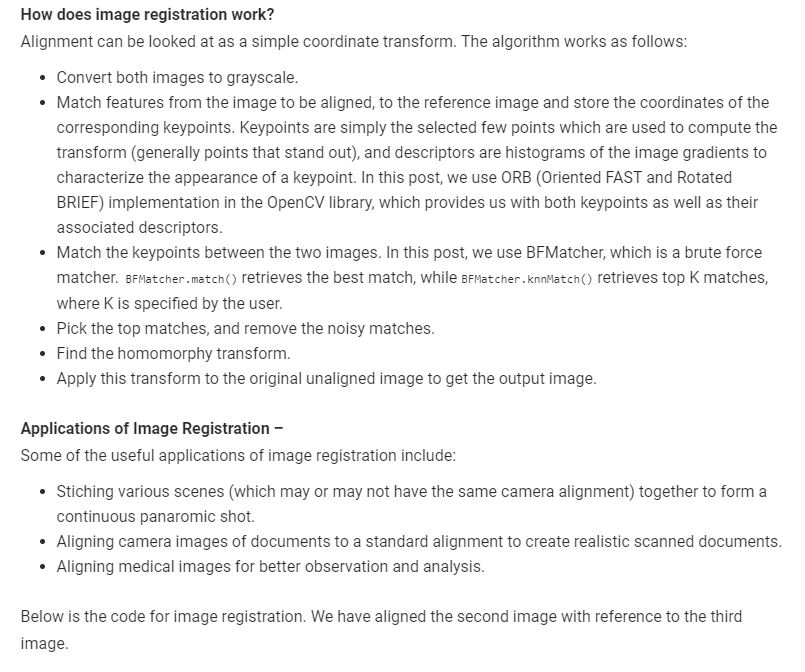 How does image registration work?
Alignment can be looked at as a simple coordinate transform. The algorithm works as follows:
• Convert both images to grayscale.
• Match features from the image to be aligned, to the reference image and store the coordinates of the
corresponding keypoints. Keypoints are simply the selected few points which are used to compute the
transform (generally points that stand out), and descriptors are histograms of the image gradients to
characterize the appearance of a keypoint. In this post, we use ORB (Oriented FAST and Rotated
BRIEF) implementation in the OpenCV library, which provides us with both keypoints as well as their
associated descriptors.
• Match the keypoints between the two images. In this post, we use BFMatcher, which is a brute force
matcher. BFMatcher.match() retrieves the best match, while BFMatcher.knnMatch() retrieves top K matches,
where K is specified by the user.
• Pick the top matches, and remove the noisy matches.
• Find the homomorphy transform.
• Apply this transform to the original unaligned image to get the output image.
Applications of Image Registration –
Some of the useful applications of image registration include:
• Stiching various scenes (which may or may not have the same camera alignment) together to form a
continuous panaromic shot.
• Aligning camera images of documents to a standard alignment to create realistic scanned documents.
• Aligning medical images for better observation and analysis.
Below is the code for image registration. We have aligned the second image with reference to the third
image.